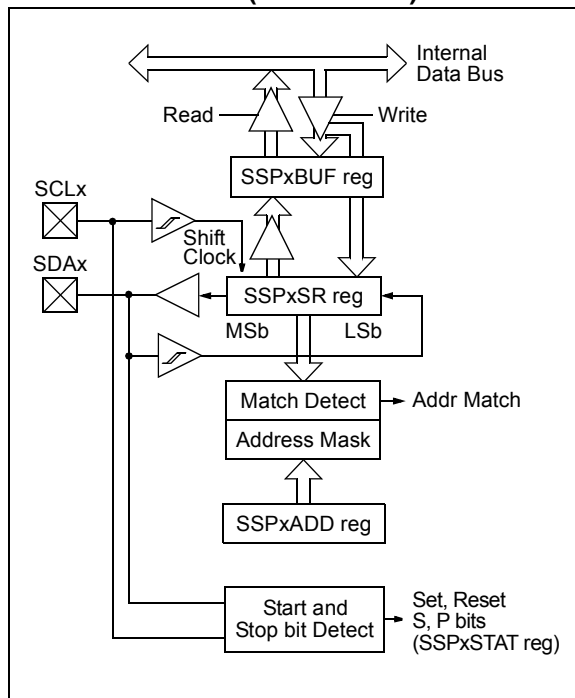 Internal
Data Bus
Read
Write
SSPxBUF reg
SCLx
Shift
Clock
SDAx
SSPxSR reg
MSb
LSb
Match Detect
Addr Match
Address Mask
SSPxADD reg
Start and
Stop bit Detect
Set, Reset
S, P bits
(SSPxSTAT reg)